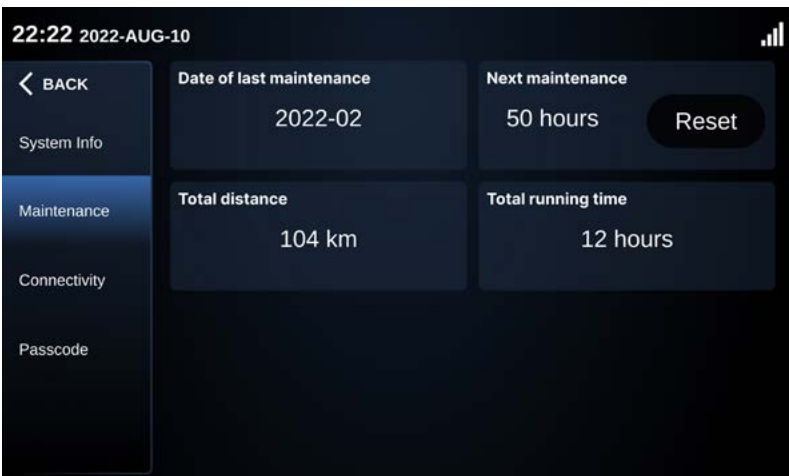 22:22 2022-AUG-10
BACK
System Info
Maintenance
Connectivity
Passcode
Date of last maintenance
2022-02
Next maintenance
50 hours
Reset
Total distance
104 km
Total running time
12 hours